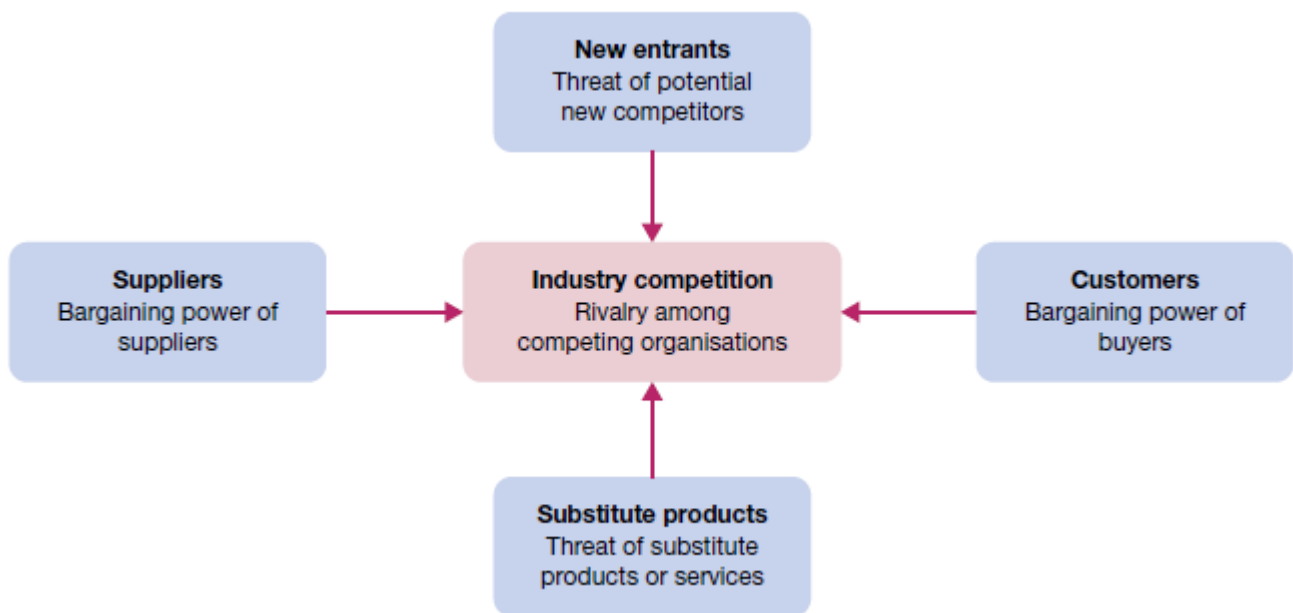 New entrants
Threat of potential
new competitors
Suppliers
Bargaining power of
suppliers
Industry competition
Rivalry among
competing organisations
Customers
Bargaining power of
buyers
Substitute products
Threat of substitute
products or services